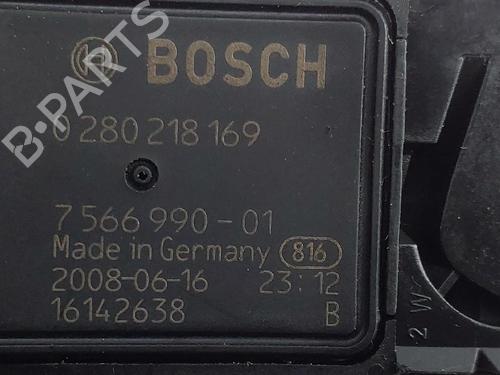 B-PARTS
BOSCH
0 280 218 169
7 566 990 - 01
Made in Germany 816
2008-06-16 23:12
16142638 B
2 W